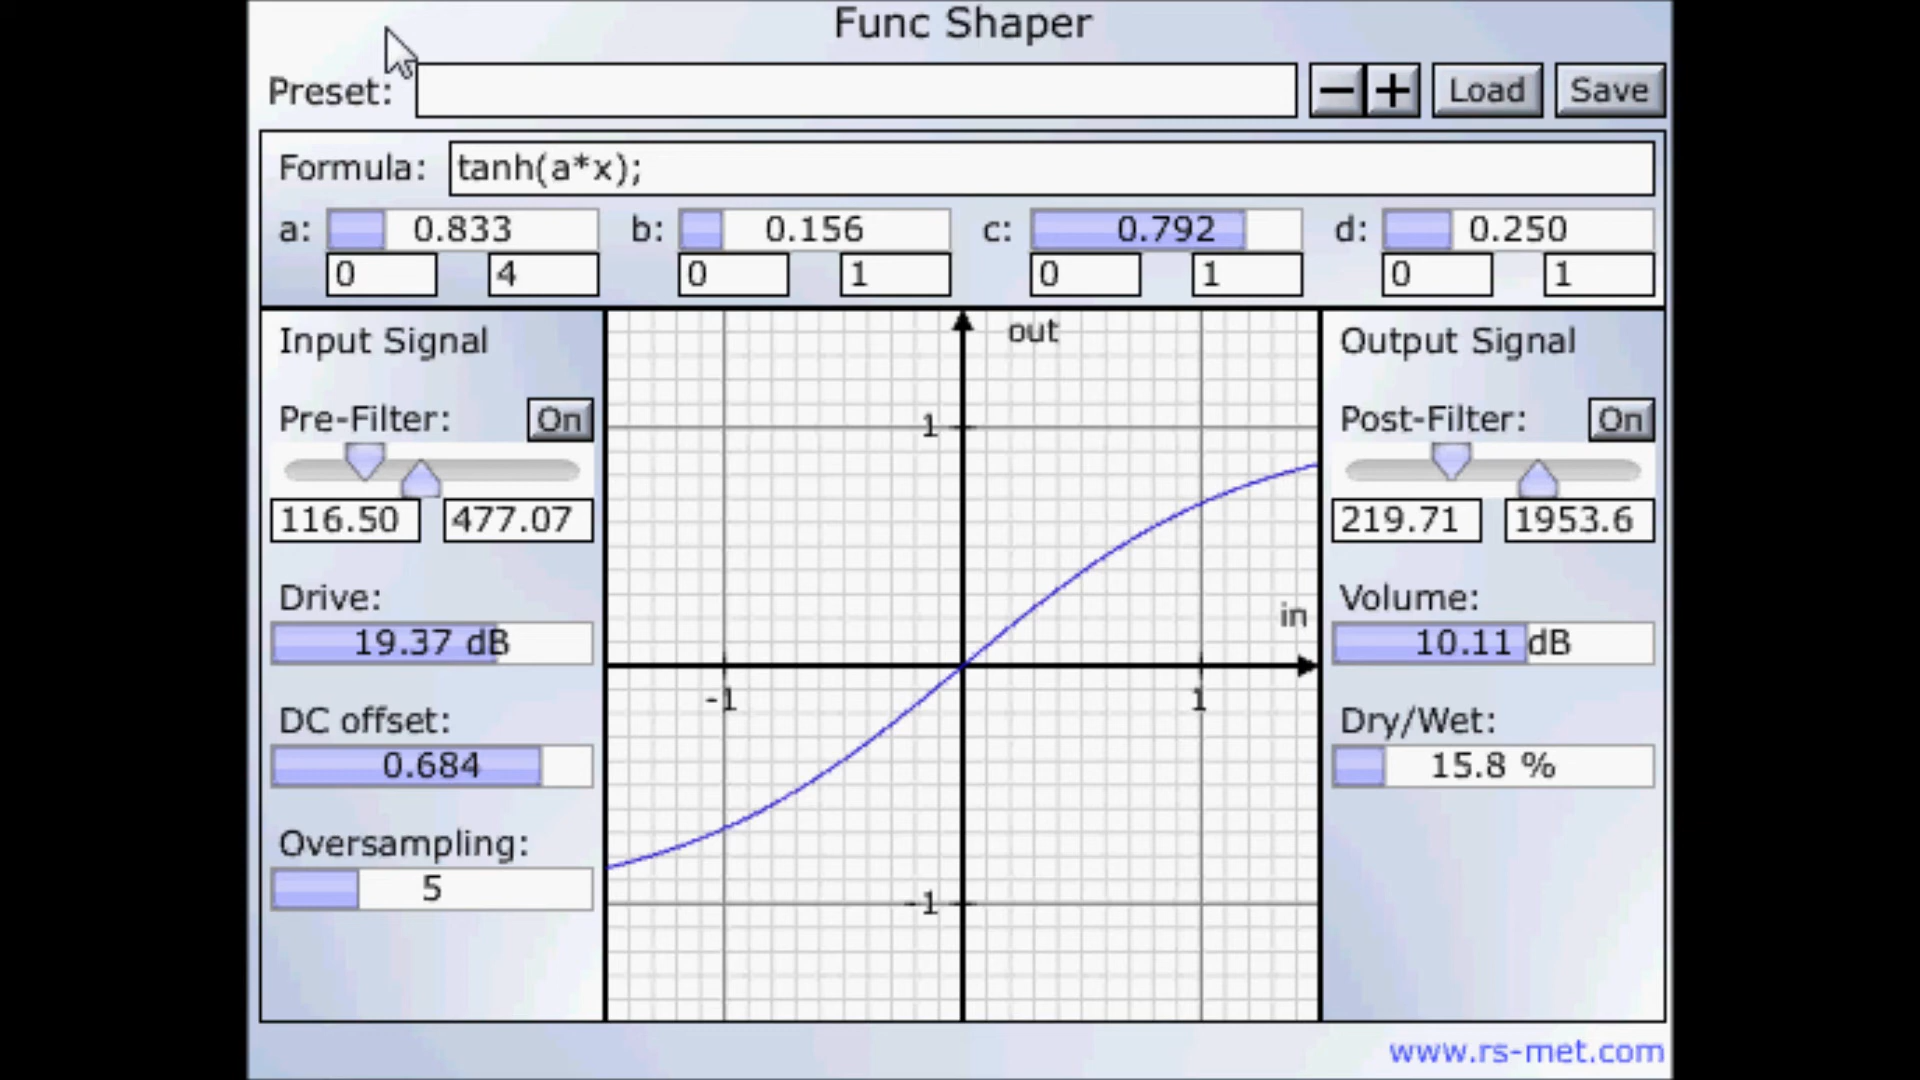 Func Shaper
Preset: Load Save
Formula: tanh(a*x);
a: 0.833 b: 0.156 c: 0.792 d: 0.250
0 4 0 1 0 1 0 1
Input Signal
Pre-Filter: On
116.50 477.07
Drive:
19.37 dB
DC offset:
0.684
Oversampling:
5
out
1
in
-1 1
-1
Output Signal
Post-Filter: On
219.71 1953.6
Volume:
10.11 dB
Dry/Wet:
15.8 %
www.rs-met.com